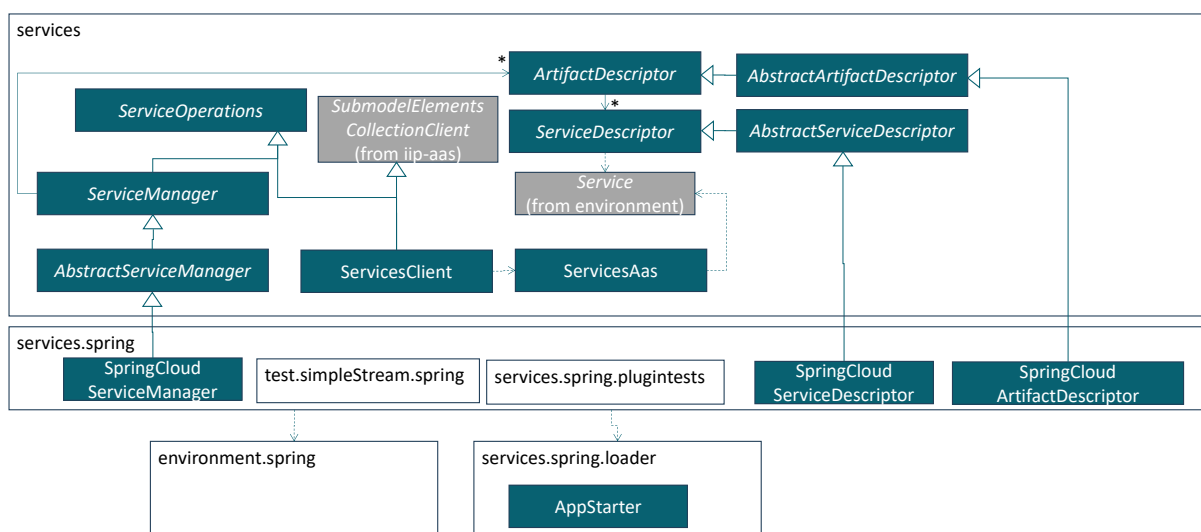 services
*
ArtifactDescriptor
AbstractArtifactDescriptor
ServiceOperations
SubmodelElements
CollectionClient
(from iip-aas)
*
ServiceDescriptor
AbstractServiceDescriptor
ServiceManager
Service
(from environment)
AbstractServiceManager
ServicesClient
ServicesAas
services.spring
SpringCloud
ServiceManager
test.simpleStream.spring
services.spring.plugintests
SpringCloud
ServiceDescriptor
SpringCloud
ArtifactDescriptor
environment.spring
services.spring.loader
AppStarter